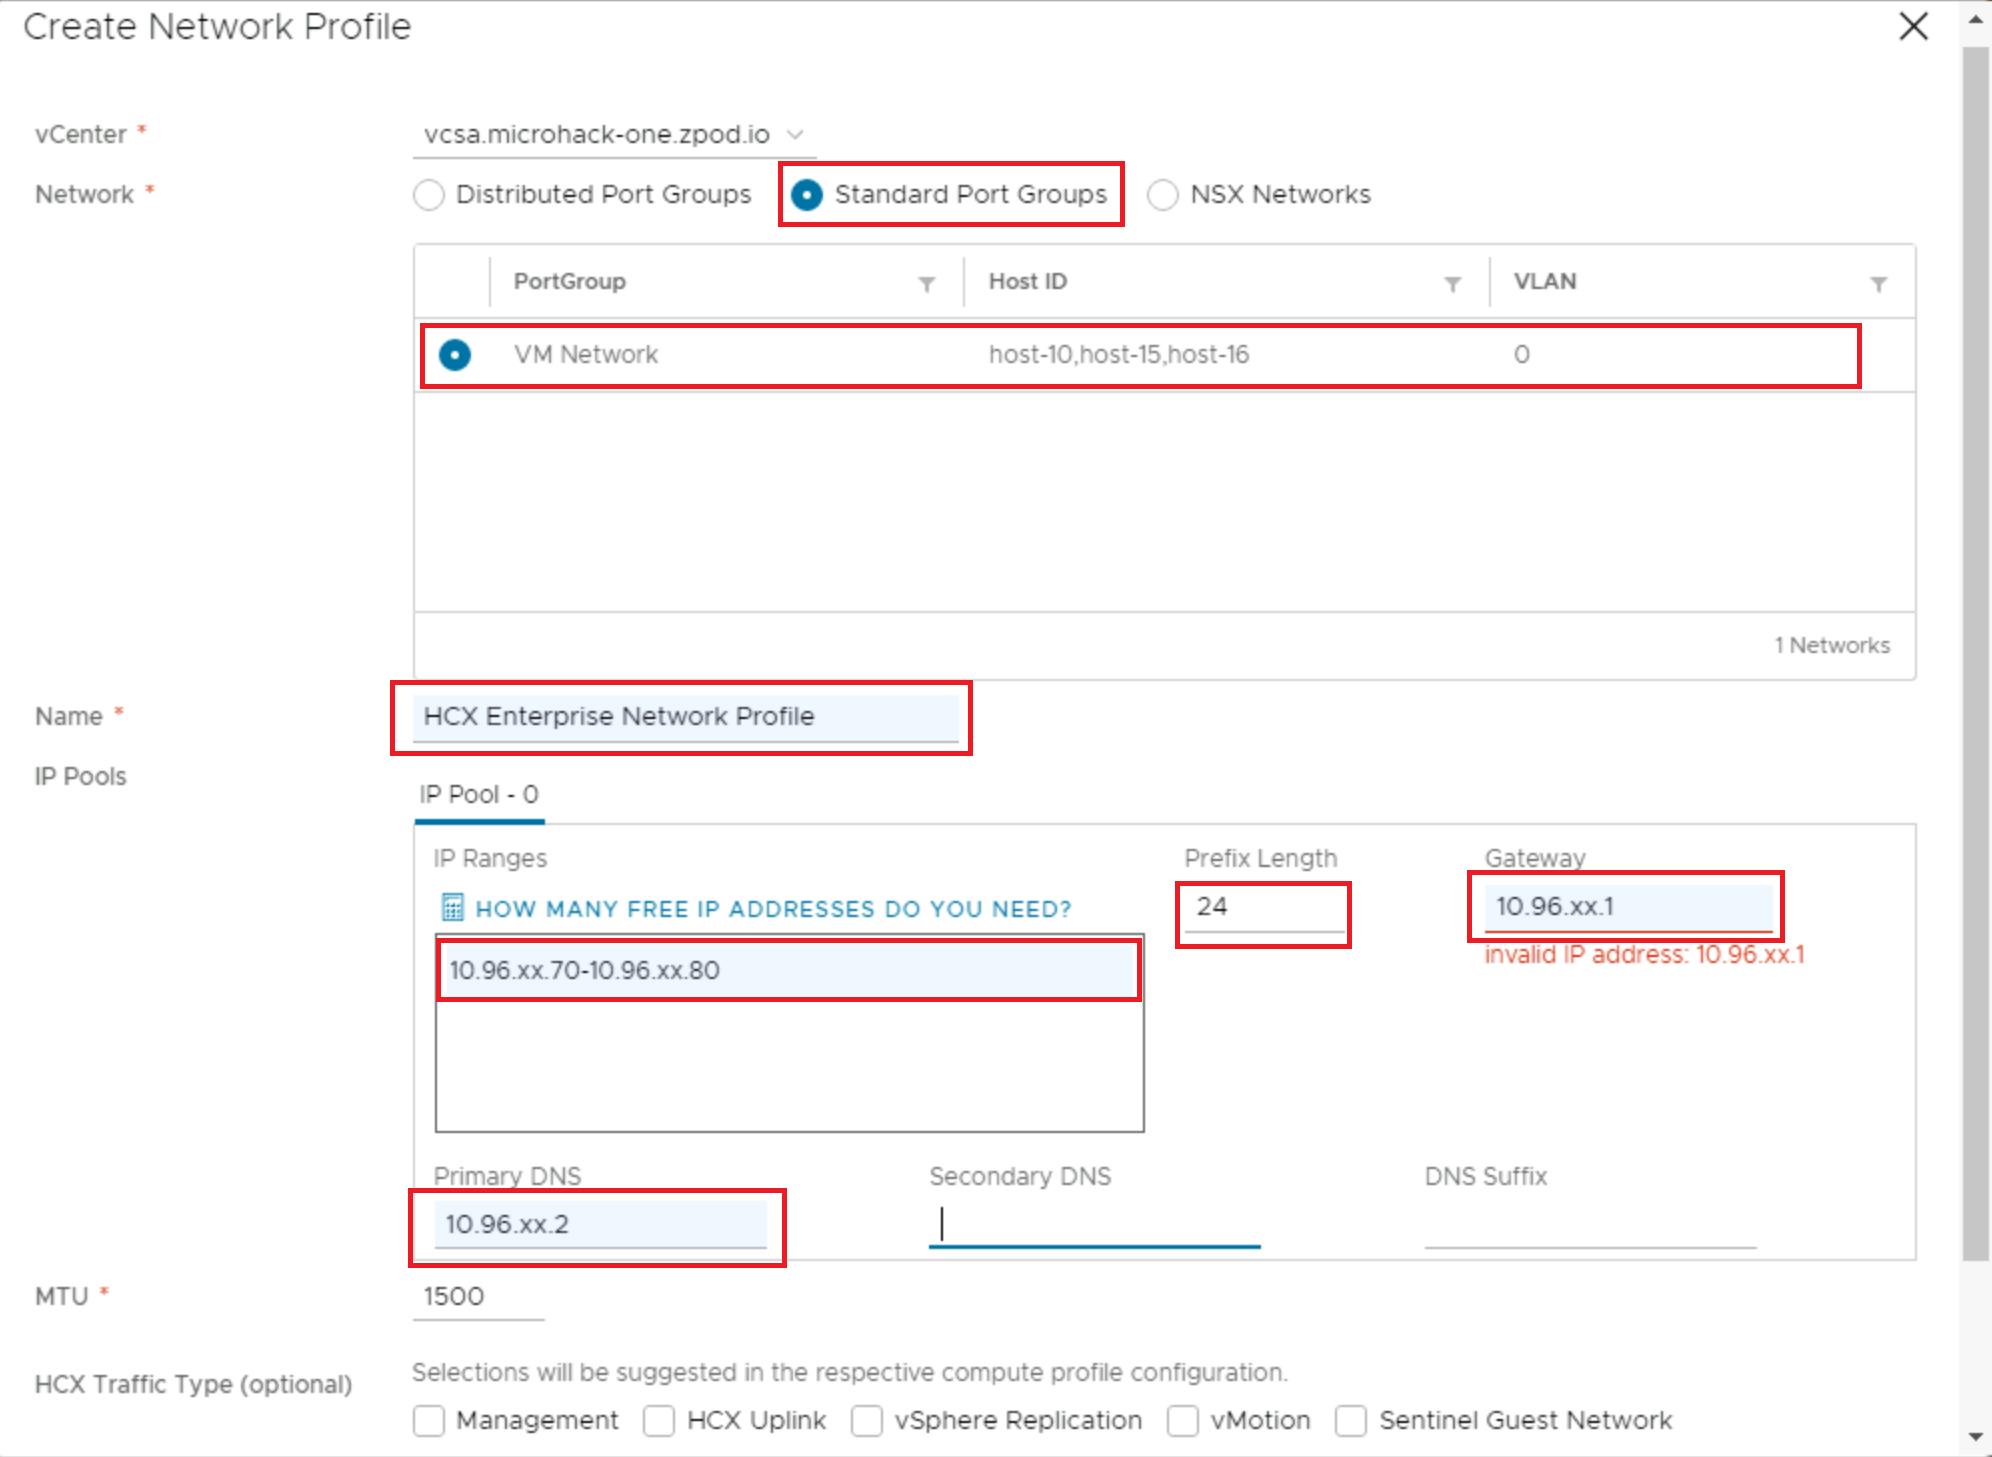 Create Network Profile
vCenter *
vcsa.microhack-one.zpod.io
Network *
Distributed Port Groups
Standard Port Groups
NSX Networks
PortGroup
Host ID
VLAN
VM Network
host-10,host-15,host-16
0
1 Networks
Name *
HCX Enterprise Network Profile
IP Pools
IP Pool - 0
IP Ranges
Prefix Length
Gateway
HOW MANY FREE IP ADDRESSES DO YOU NEED?
24
10.96.xx.1
invalid IP address: 10.96.xx.1
10.96.xx.70-10.96.xx.80
Primary DNS
Secondary DNS
DNS Suffix
10.96.xx.2
MTU *
1500
HCX Traffic Type (optional)
Selections will be suggested in the respective compute profile configuration.
Management
HCX Uplink
vSphere Replication
vMotion
Sentinel Guest Network